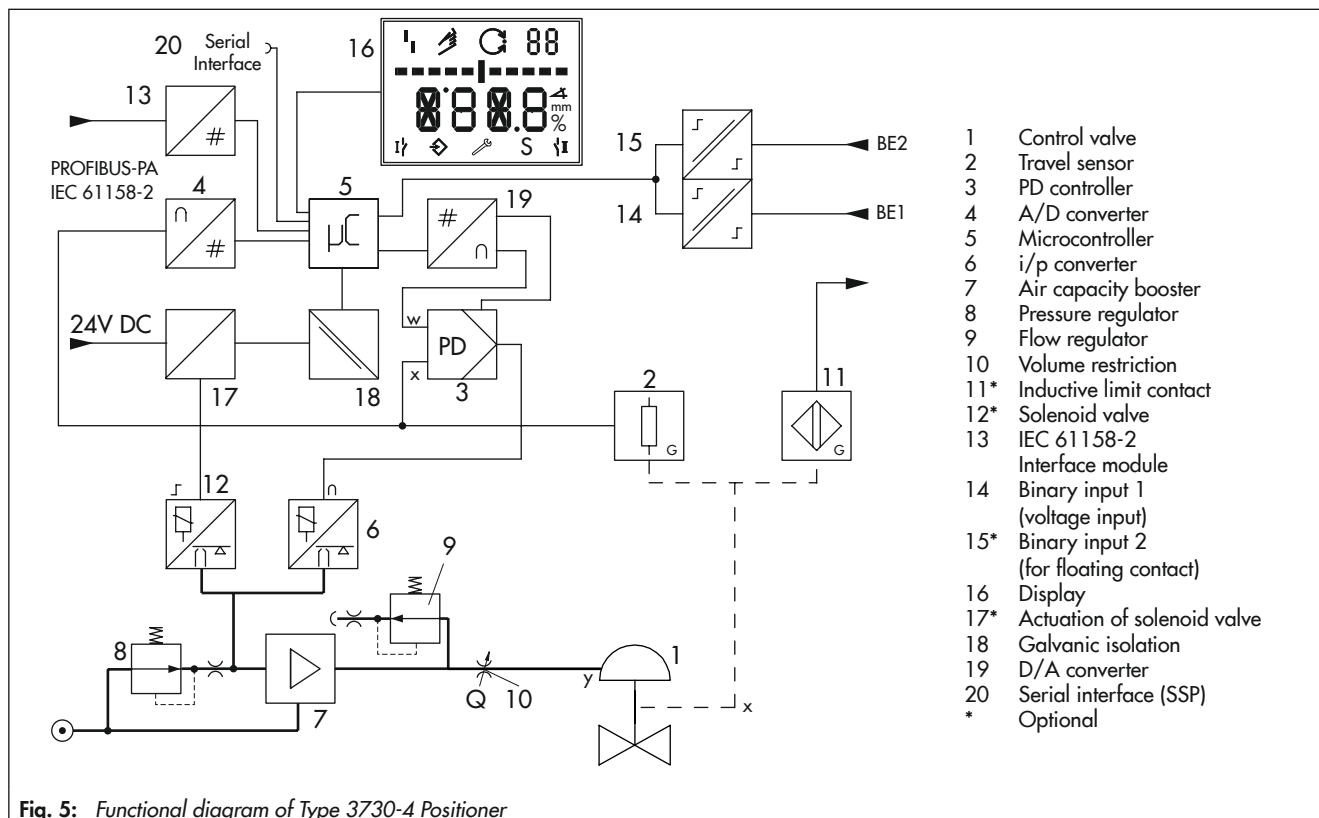 20 Serial
Interface
16
88
8 8 8.8
mm
%
S
13
#
PROFIBUS-PA
IEC 61158-2
4
#
5
µC
19
#
15
BE2
14
BE1
24V DC
17
18
w
PD
x
3
2
G
11
G
12
6
9
8
7
Q 10
y
1
x
1 Control valve
2 Travel sensor
3 PD controller
4 A/D converter
5 Microcontroller
6 i/p converter
7 Air capacity booster
8 Pressure regulator
9 Flow regulator
10 Volume restriction
11* Inductive limit contact
12* Solenoid valve
13 IEC 61158-2
Interface module
14 Binary input 1
(voltage input)
15* Binary input 2
(for floating contact)
16 Display
17* Actuation of solenoid valve
18 Galvanic isolation
19 D/A converter
20 Serial interface (SSP)
* Optional
Fig. 5: Functional diagram of Type 3730-4 Positioner